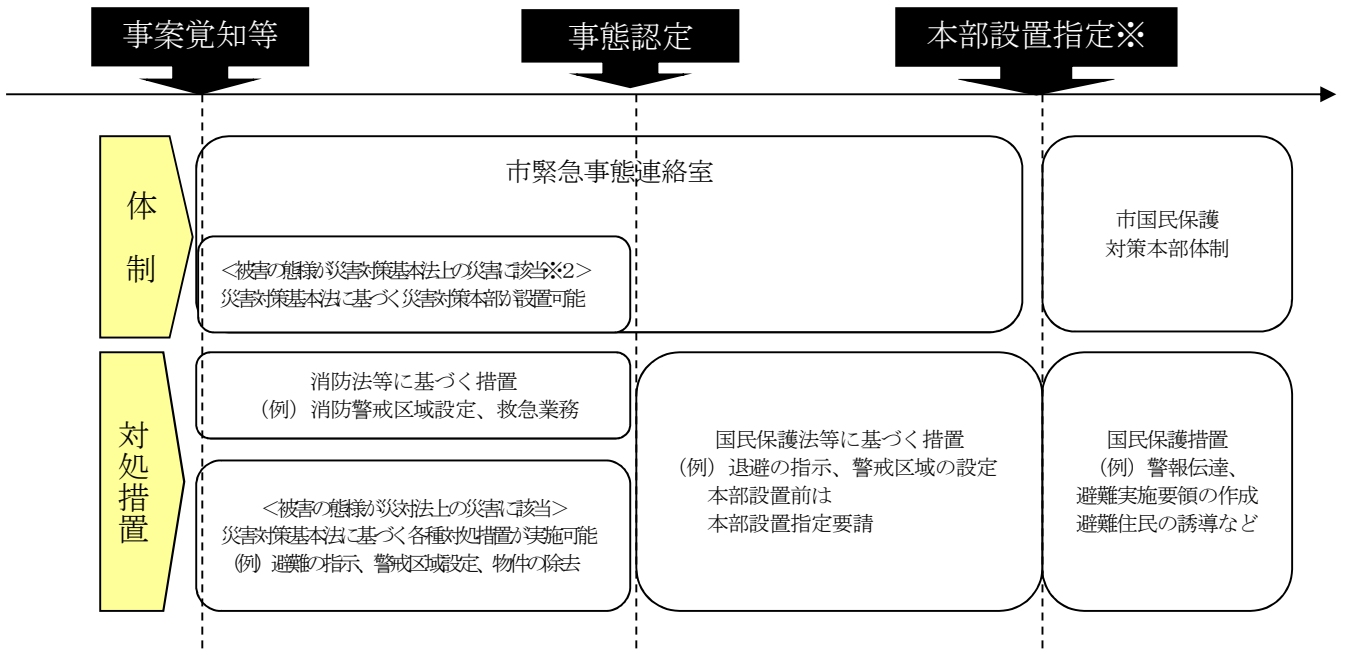 事案覚知等
事態認定
本部設置指定※
体制
市緊急事態連絡室
<被害の態様が災害対策基本法上の災害に該当※2>
災害対策基本法に基づく災害対策本部が設置可能
市国民保護
対策本部体制
対処措置
消防法等に基づく措置
(例)消防警戒区域設定、救急業務
<被害の態様が災対法上の災害に該当>
災害対策基本法に基づく各種対処措置が実施可能
(例)避難の指示、警戒区域設定、物件の除去
国民保護法等に基づく措置
(例)退避の指示、警戒区域の設定
本部設置前は
本部設置指定要請
国民保護措置
(例)警報伝達、
避難実施要領の作成
避難住民の誘導など